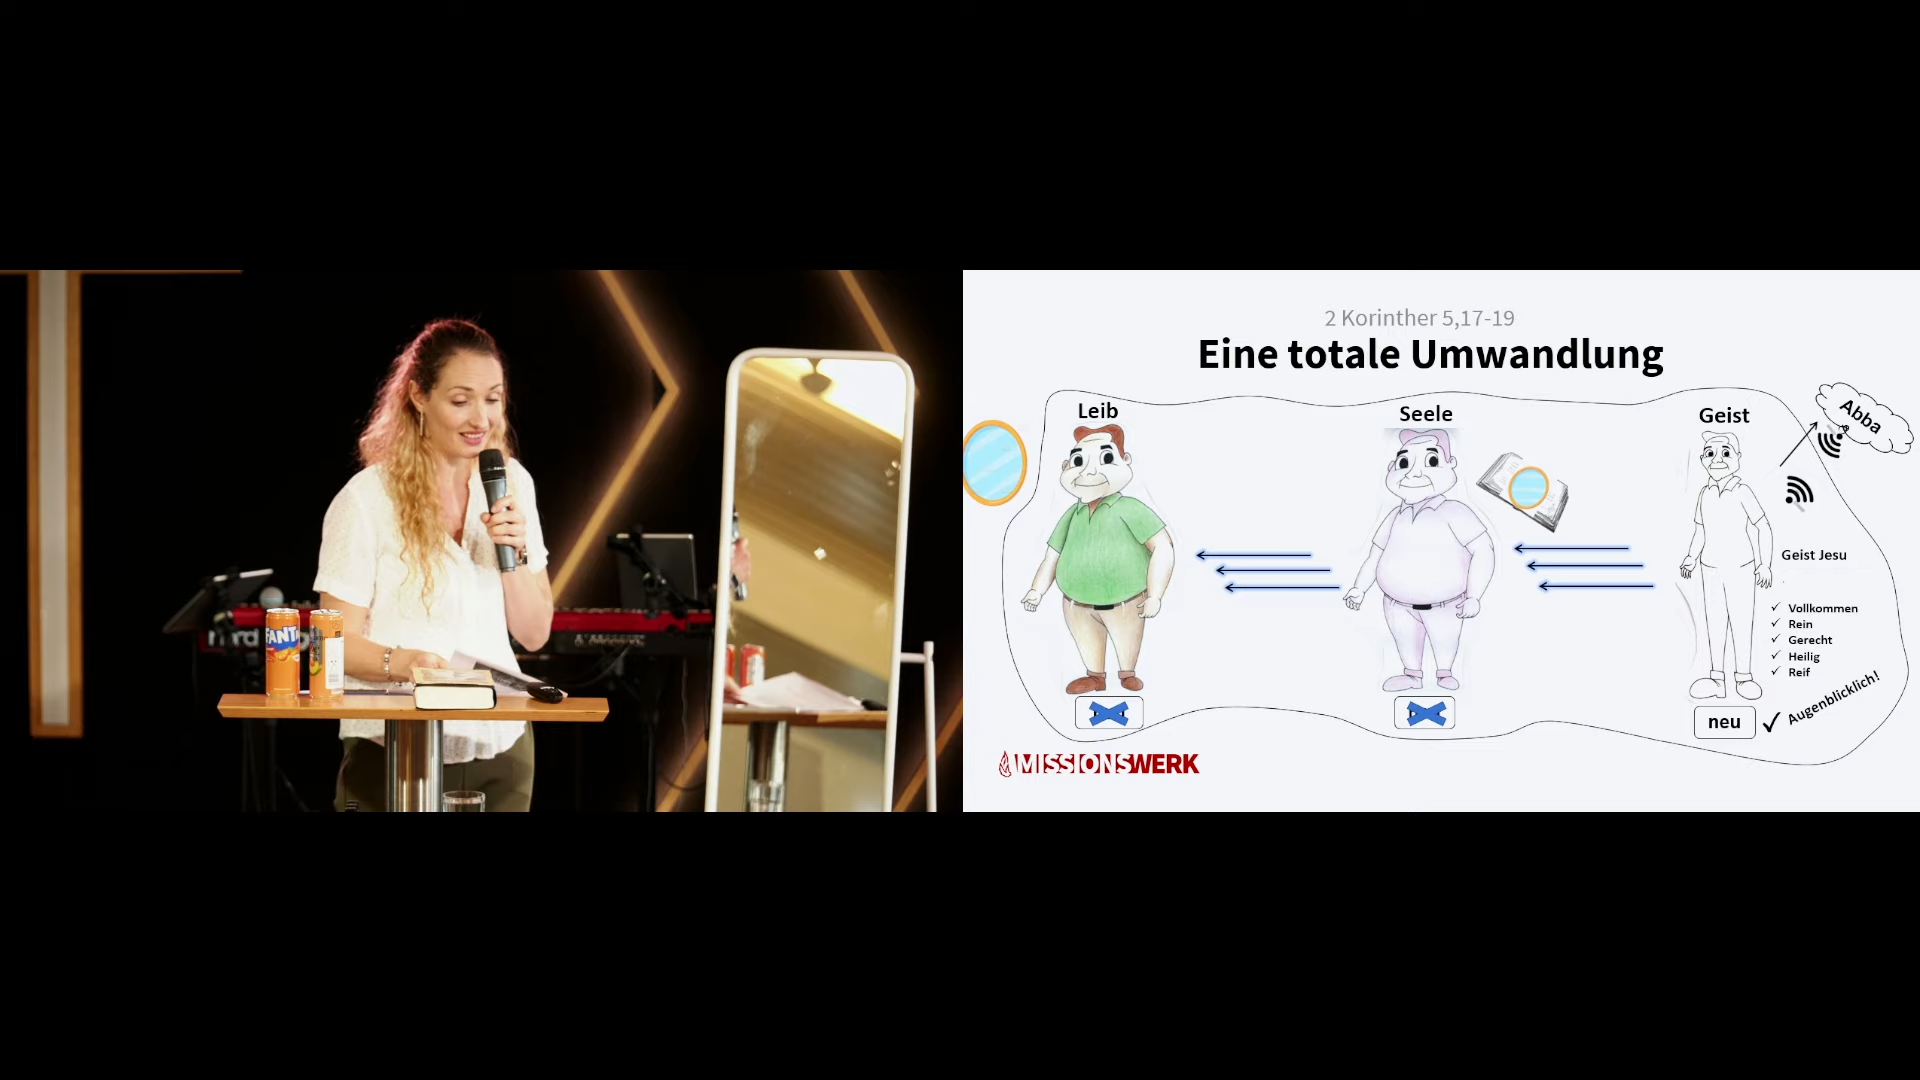 FANTA
nord
2 Korinther 5,17-19
Eine totale Umwandlung
Leib
Seele
Geist
Abba
Geist Jesu
✓ Vollkommen
✓ Rein
✓ Gerecht
✓ Heilig
✓ Reif
neu ✓ Augenblicklich!
MISSIONSWERK